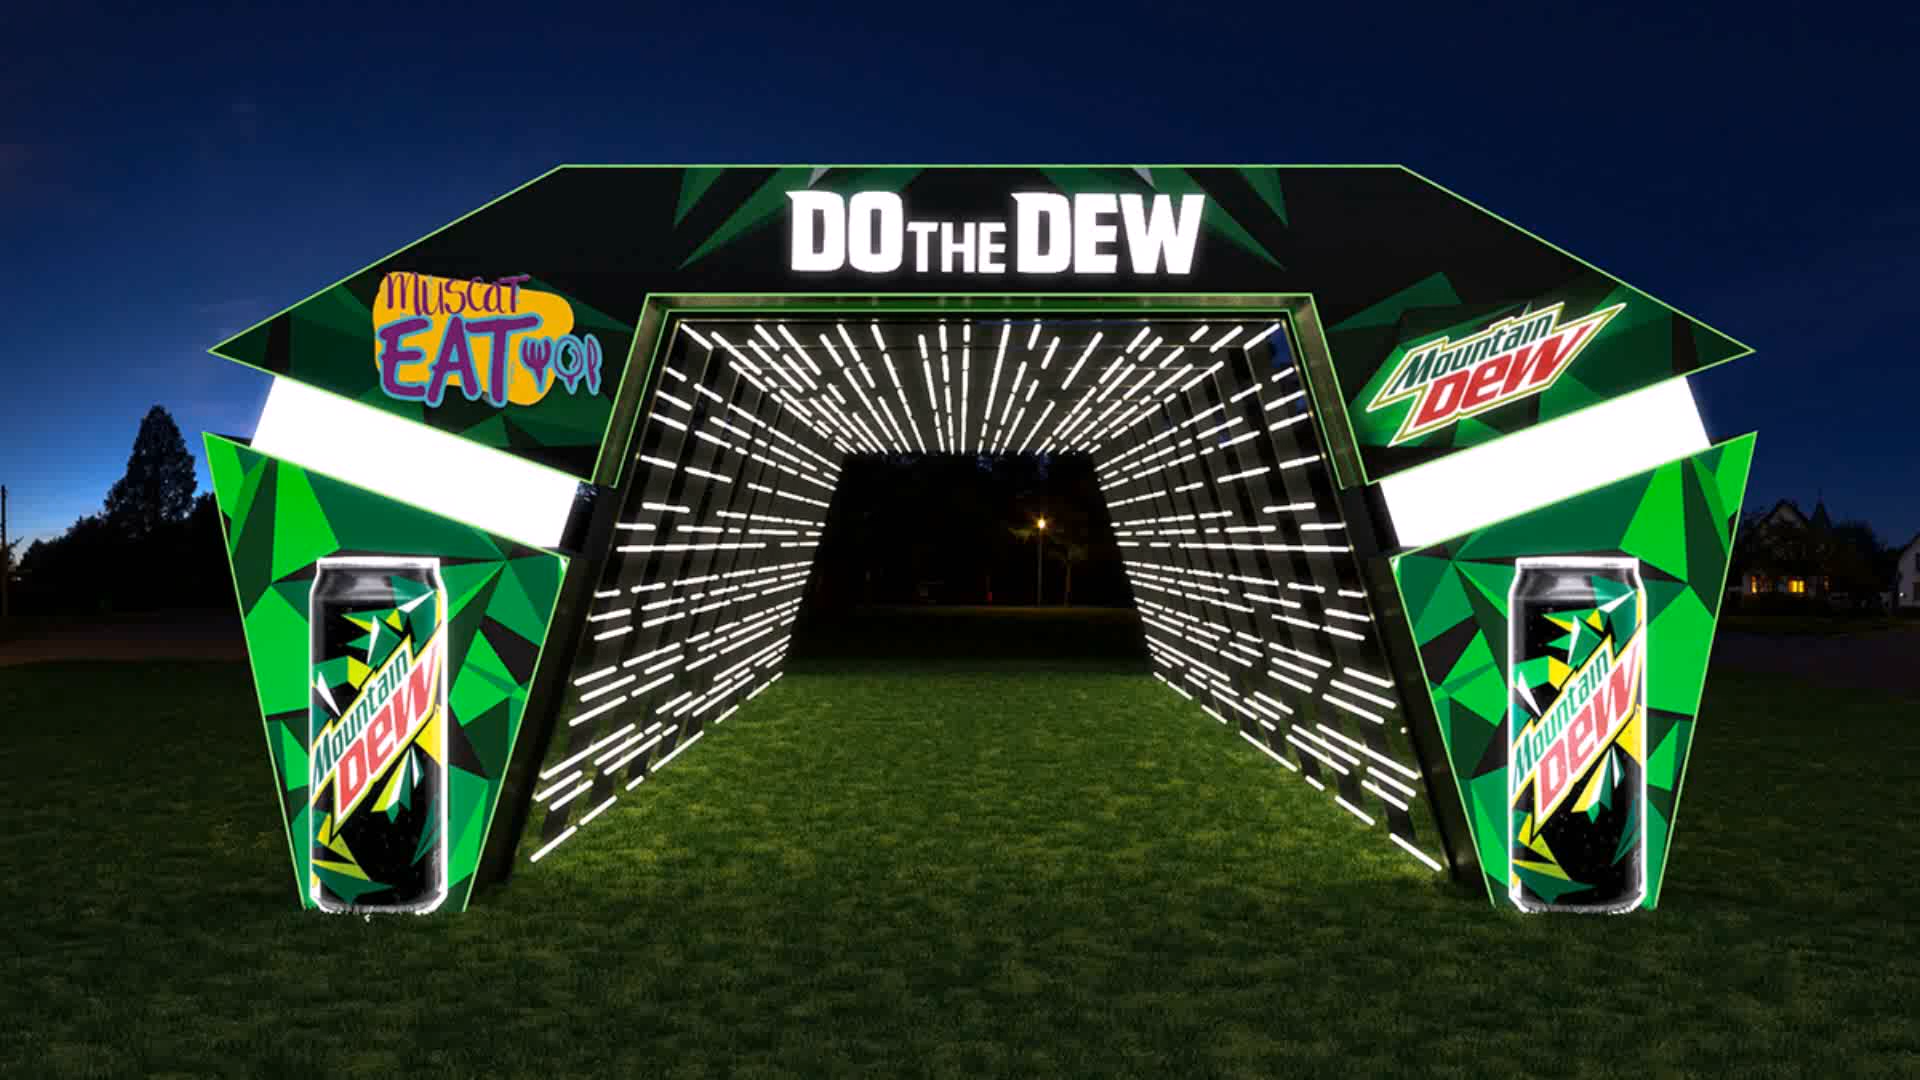 DO THE DEW
Muscat
EAT
Mountain
Dew
Mountain
Dew
Mountain
Dew